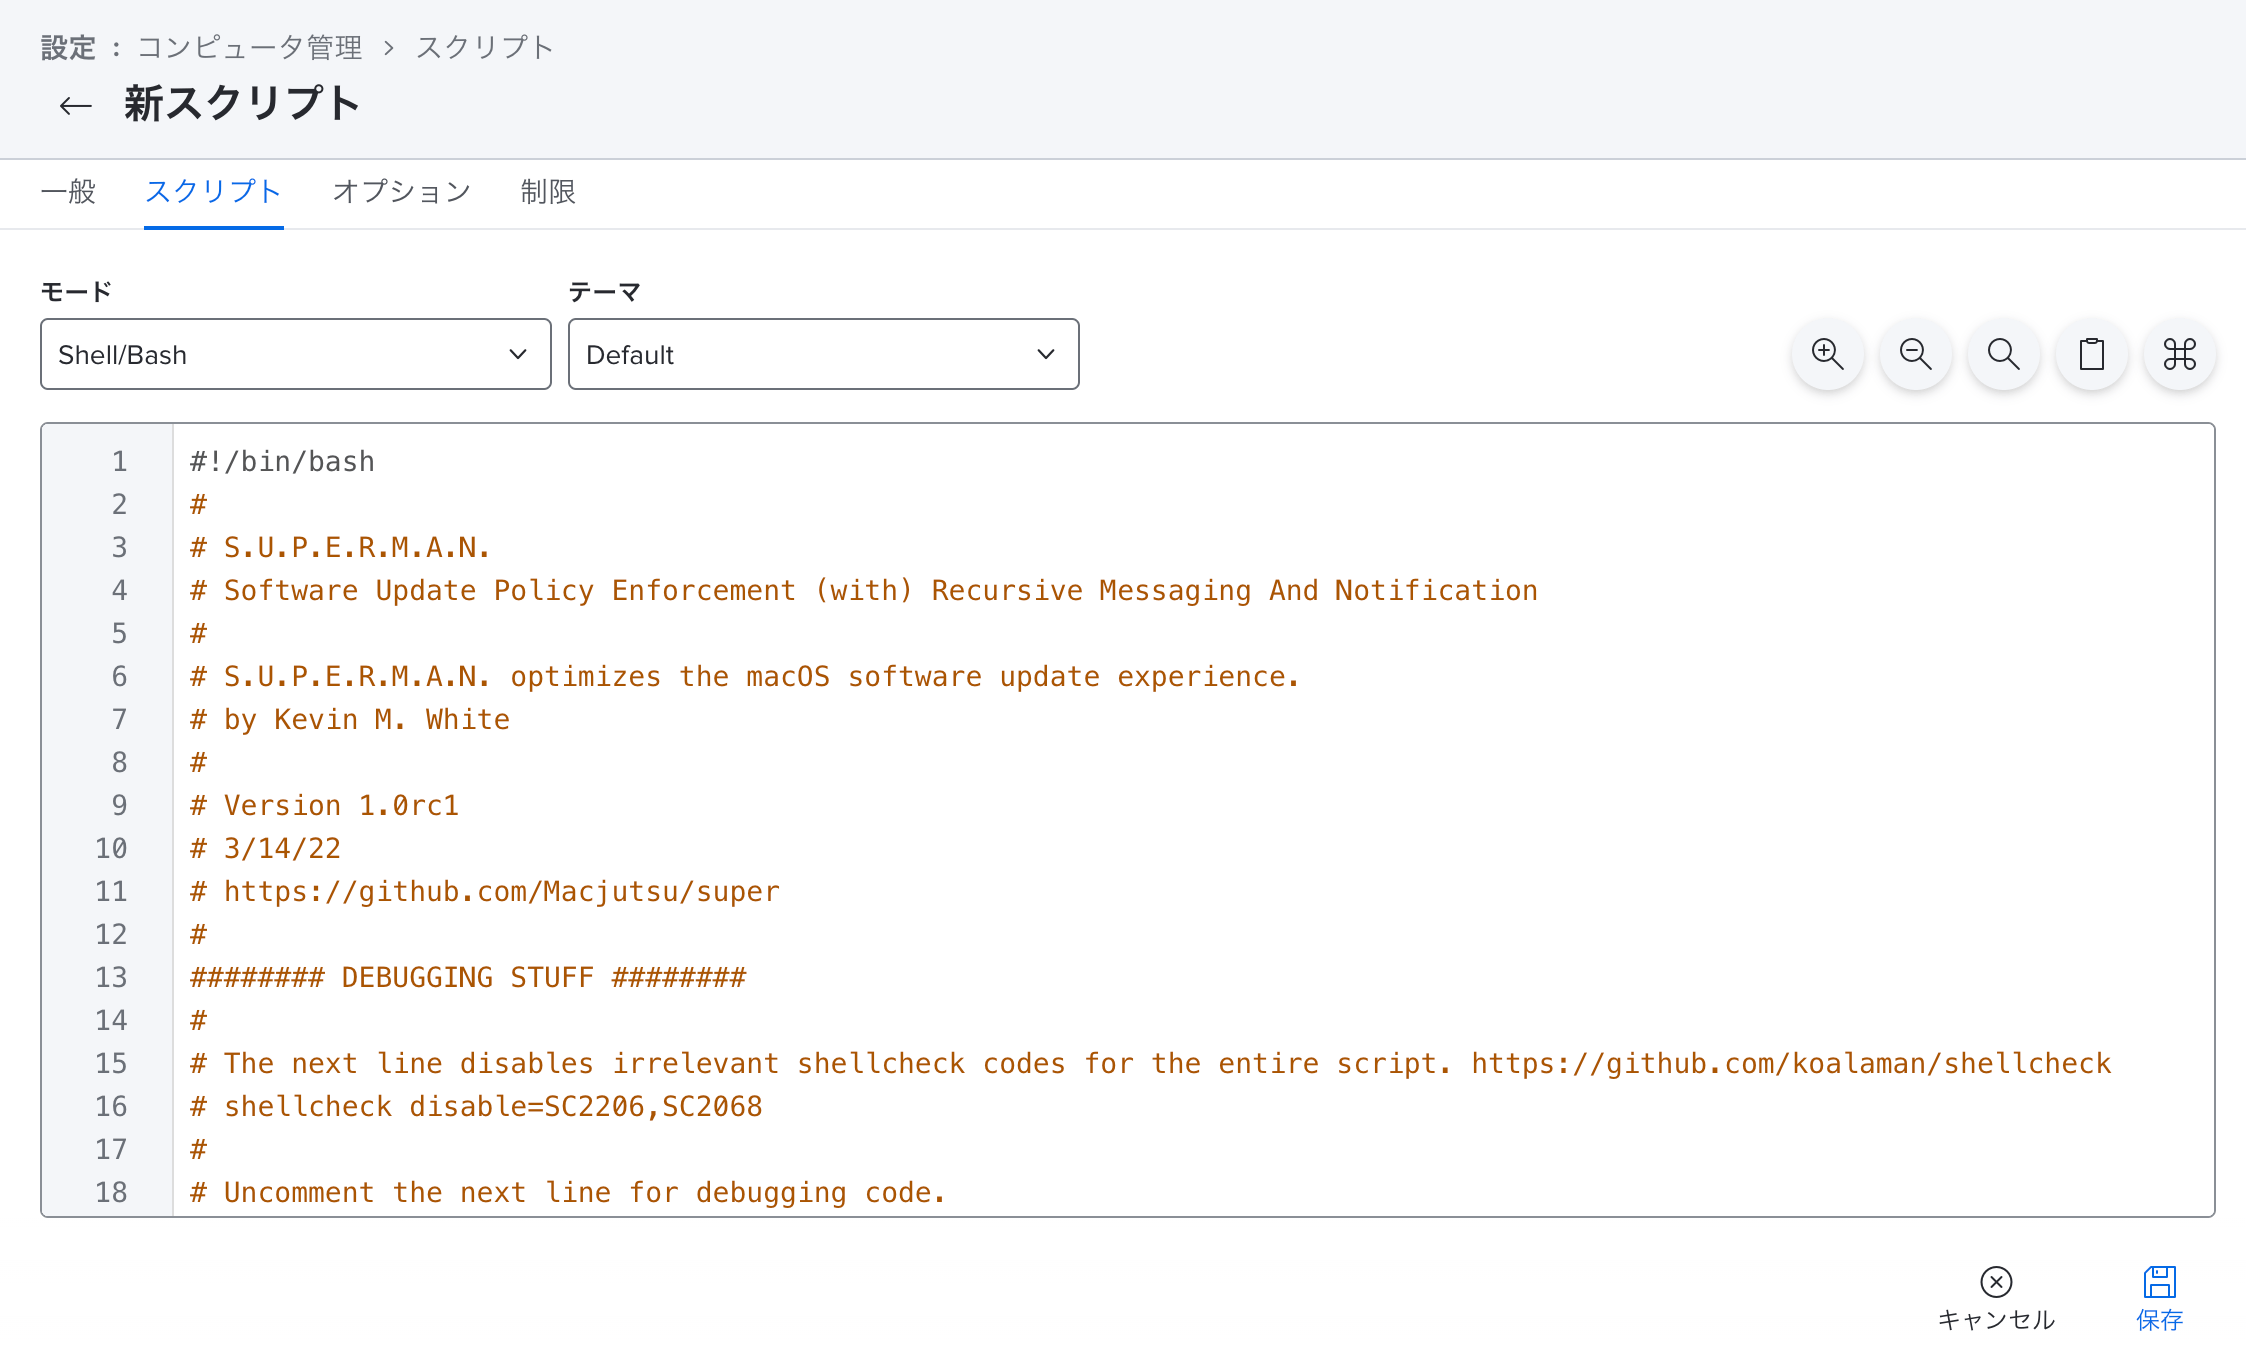 設定 : コンピュータ管理 > スクリプト
← 新スクリプト
一般 スクリプト オプション 制限
モード テーマ
Shell/Bash Default
1 #!/bin/bash
2 #
3 # S.U.P.E.R.M.A.N.
4 # Software Update Policy Enforcement (with) Recursive Messaging And Notification
5 #
6 # S.U.P.E.R.M.A.N. optimizes the macOS software update experience.
7 # by Kevin M. White
8 #
9 # Version 1.0rc1
10 # 3/14/22
11 # https://github.com/Macjutsu/super
12 #
13 ######## DEBUGGING STUFF ########
14 #
15 # The next line disables irrelevant shellcheck codes for the entire script. https://github.com/koalaman/shellcheck
16 # shellcheck disable=SC2206,SC2068
17 #
18 # Uncomment the next line for debugging code.
キャンセル 保存